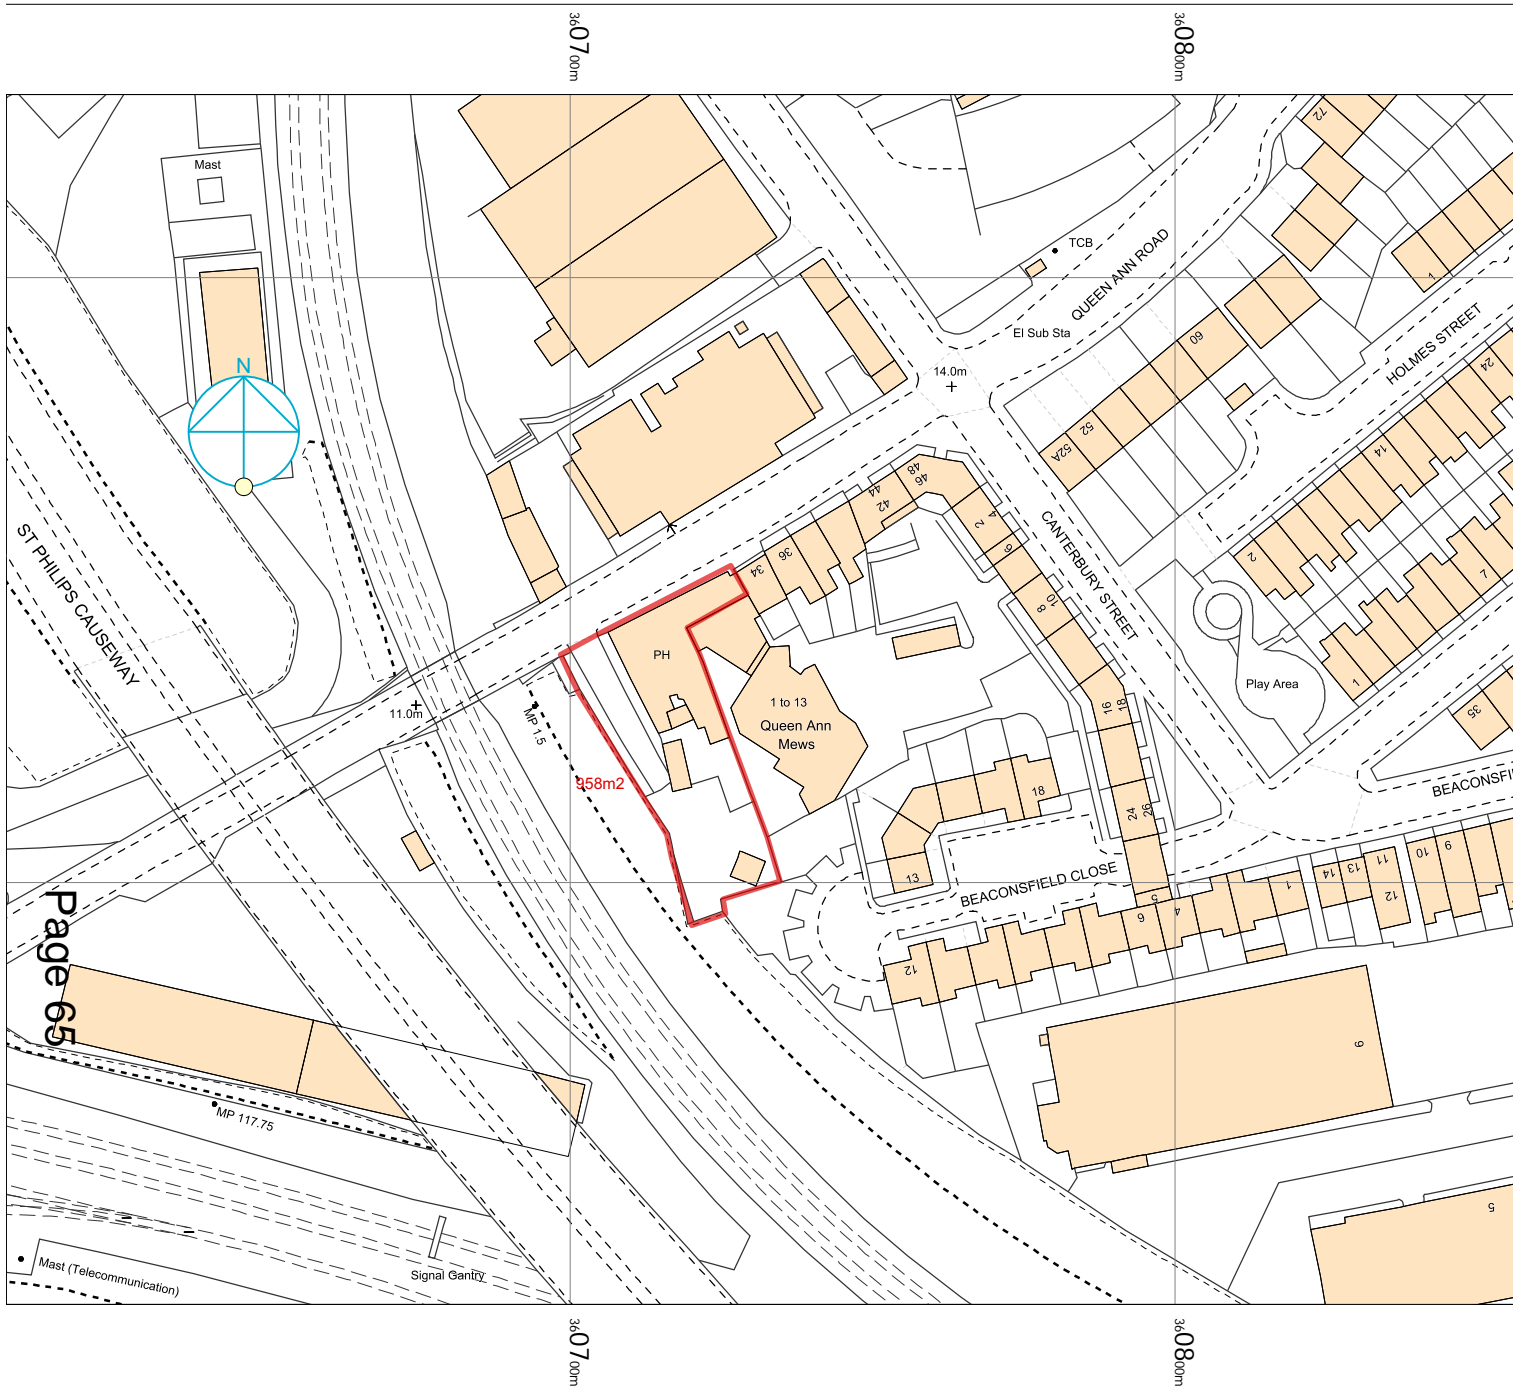 3607 00m
3608 00m
Mast
72
TCB
QUEEN ANN ROAD
1
El Sub Sta
60
HOLMES STREET
N
14.0m
24
52
52A
14
48
46
44
42
4
2
ST PHILIPS CAUSEWAY
CANTERBURY STREET
36
34
6
2
7
10
8
PH
Play Area
1
1 to 13
Queen Ann
Mews
16
18
35
11.0m
MP 1.5
958m2
18
24
26
BEACONSFI
13
BEACONSFIELD CLOSE
14
13
11
12
10
9
1
5
4
6
12
Page 65
9
MP 117.75
5
Mast (Telecommunication)
Signal Gantry
3607 00m
3608 00m